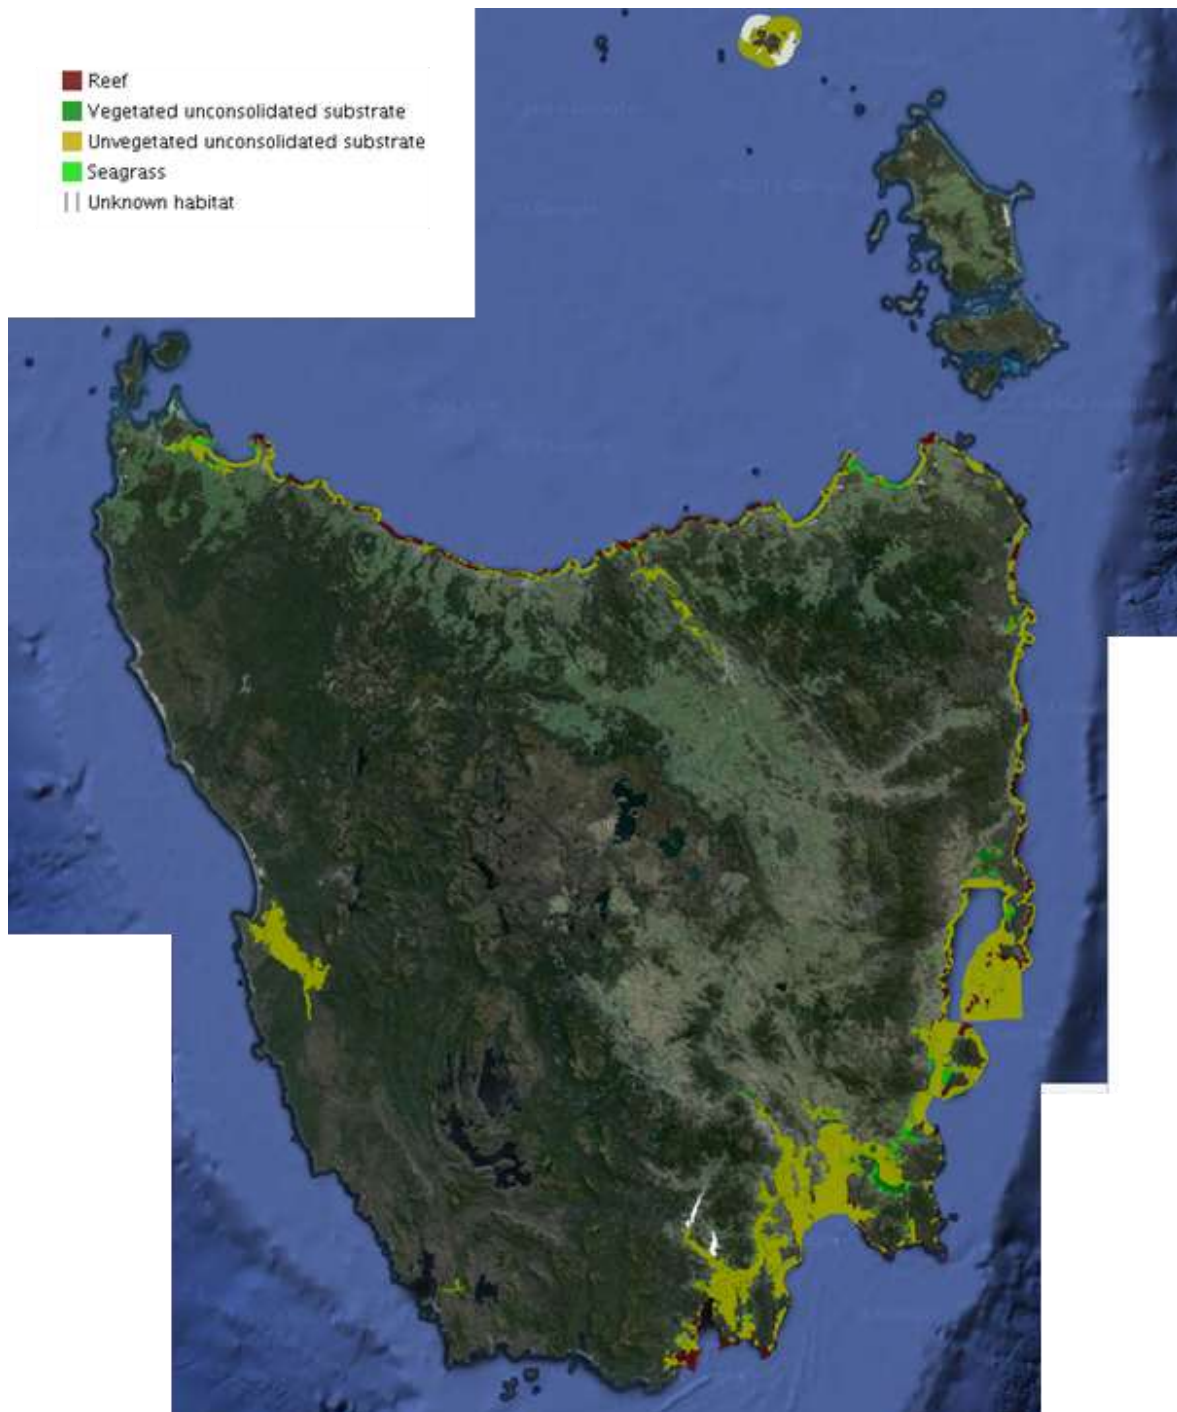 Reef
Vegetated unconsolidated substrate
Unvegetated unconsolidated substrate
Seagrass
Unknown habitat